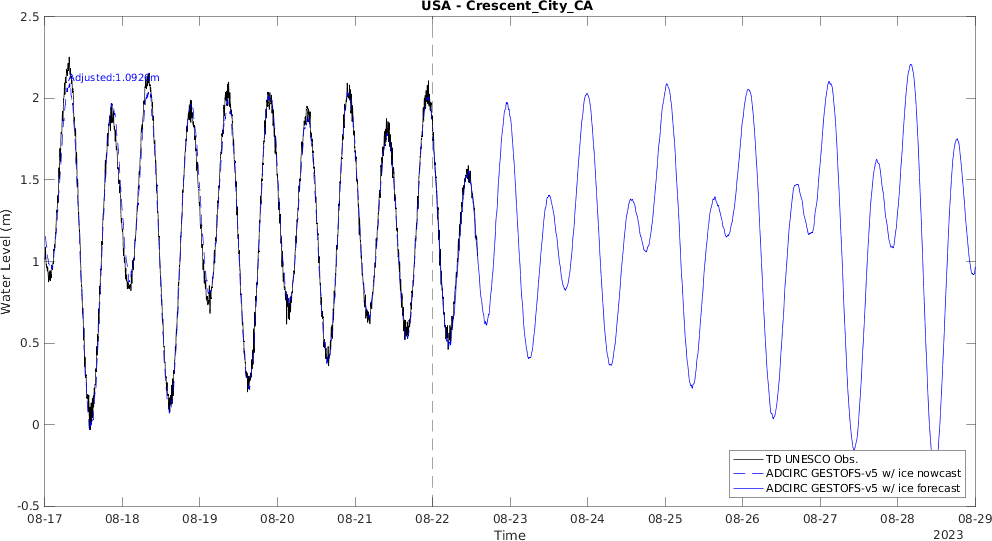 USA - Crescent_City_CA
2.5
2
1.5
1
0.5
0
-0.5
Water Level (m)
Adjusted:1.0926m
08-17 08-18 08-19 08-20 08-21 08-22 08-23 08-24 08-25 08-26 08-27 08-28 08-29
Time
2023
TD UNESCO Obs.
ADCIRC GESTOFS-v5 w/ ice nowcast
ADCIRC GESTOFS-v5 w/ ice forecast